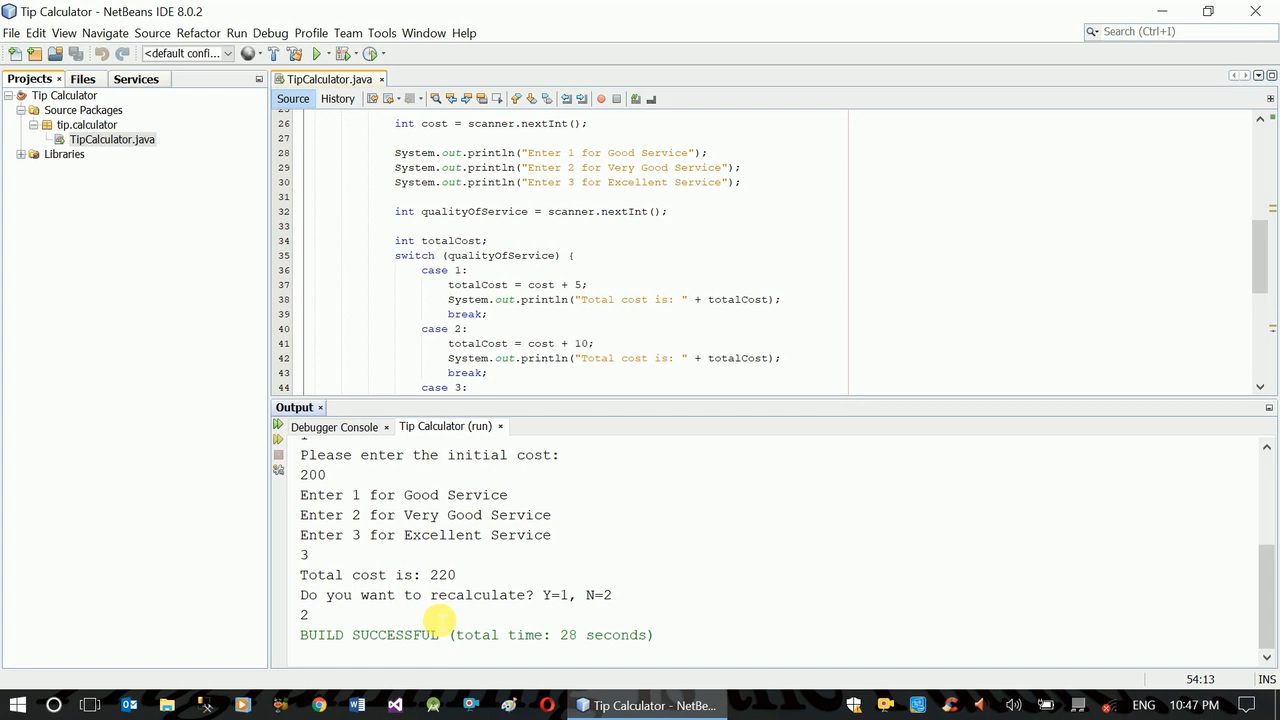 Tip Calculator - NetBeans IDE 8.0.2
File Edit View Navigate Source Refactor Run Debug Profile Team Tools Window Help
Search (Ctrl+I)
<default confi...
Projects × Files Services
TipCalculator.java ×
Tip Calculator
Source Packages
tip.calculator
TipCalculator.java
Libraries
Source History
26 int cost = scanner.nextInt();
27
28 System.out.println("Enter 1 for Good Service");
29 System.out.println("Enter 2 for Very Good Service");
30 System.out.println("Enter 3 for Excellent Service");
31
32 int qualityOfService = scanner.nextInt();
33
34 int totalCost;
35 switch (qualityOfService) {
36 case 1:
37 totalCost = cost + 5;
38 System.out.println("Total cost is: " + totalCost);
39 break;
40 case 2:
41 totalCost = cost + 10;
42 System.out.println("Total cost is: " + totalCost);
43 break;
44 case 3:
Output ×
Debugger Console × Tip Calculator (run) ×
Please enter the initial cost:
200
Enter 1 for Good Service
Enter 2 for Very Good Service
Enter 3 for Excellent Service
3
Total cost is: 220
Do you want to recalculate? Y=1, N=2
2
BUILD SUCCESSFUL (total time: 28 seconds)
54:13 INS
Tip Calculator - NetBe...
ENG 10:47 PM